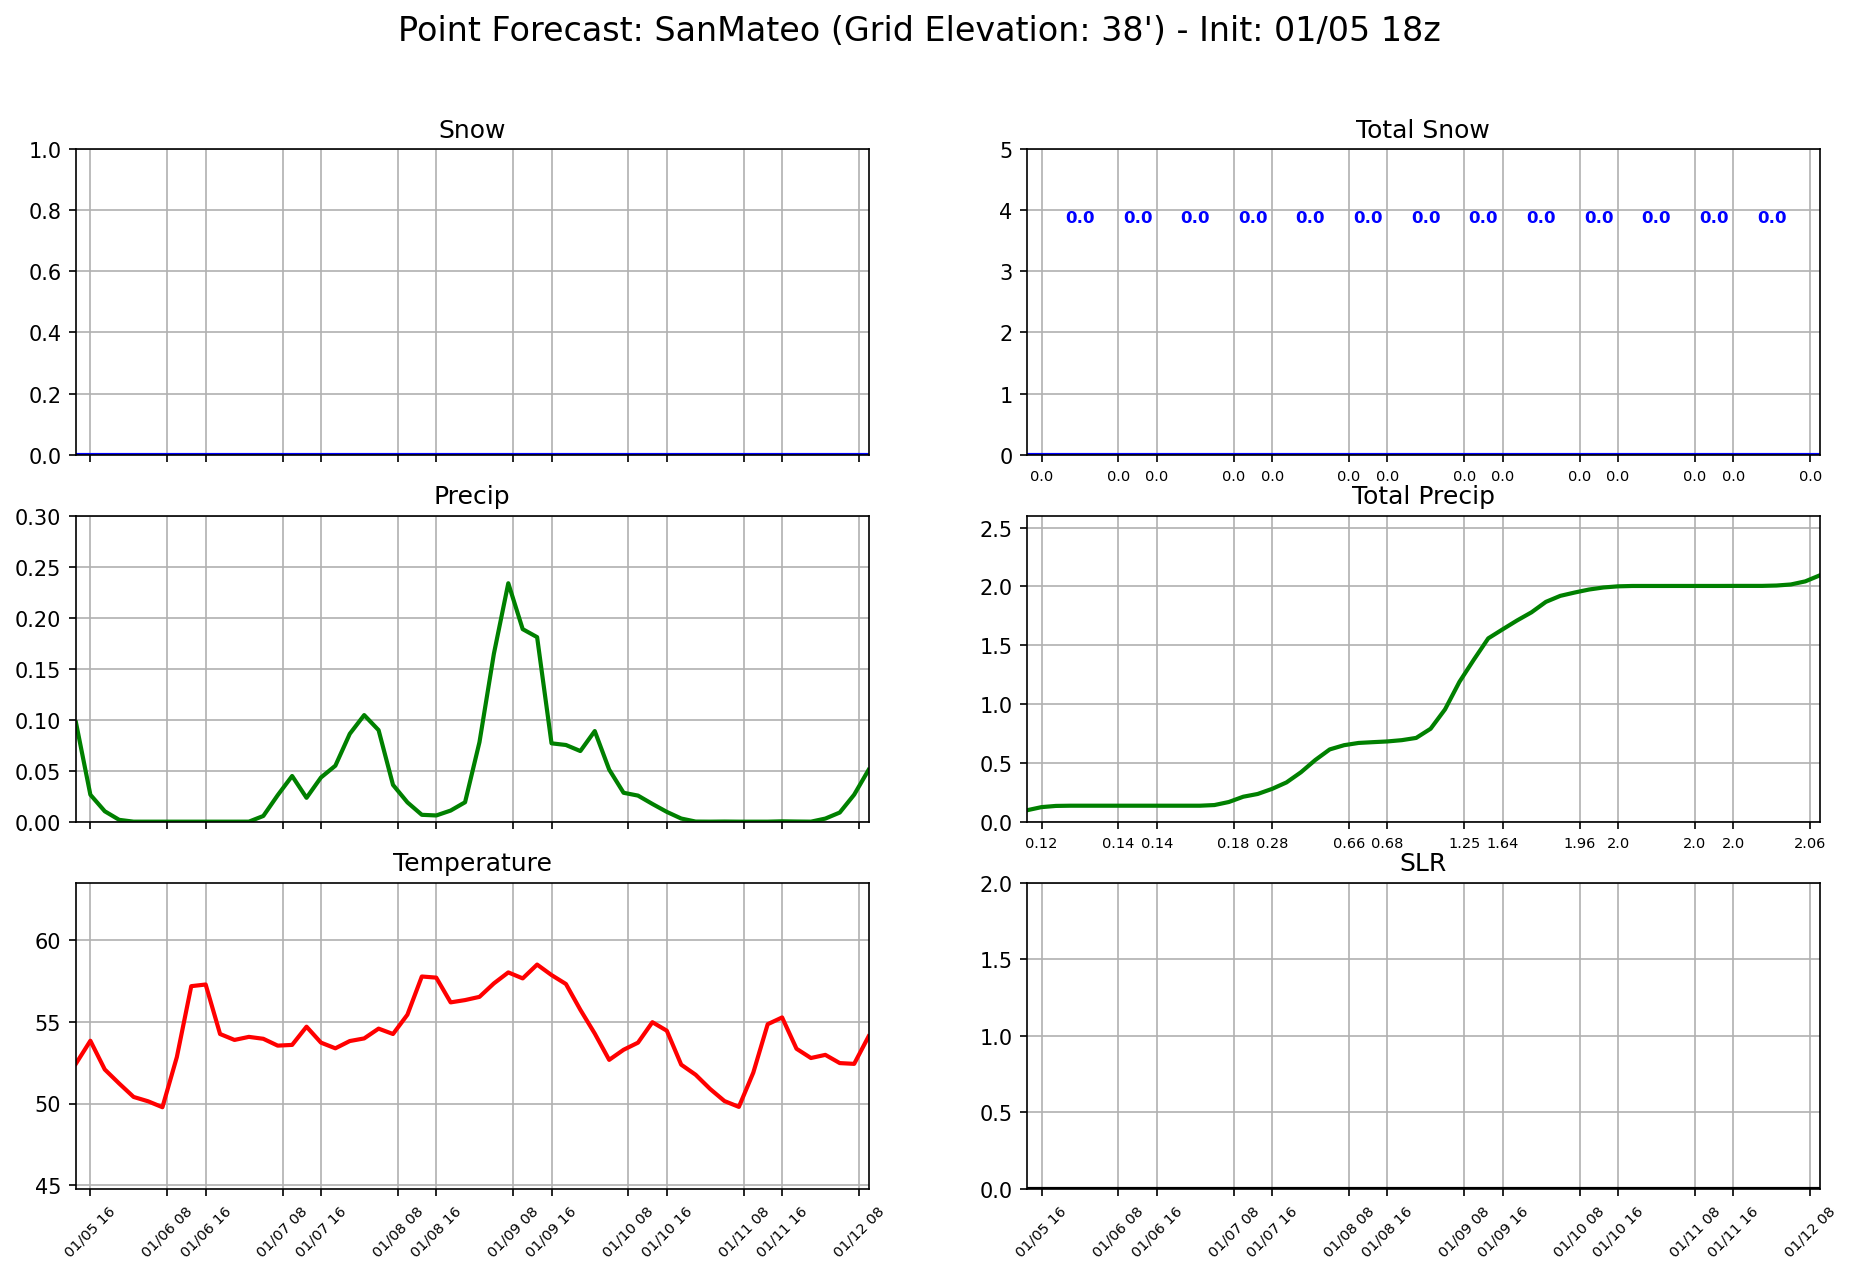 Point Forecast: SanMateo (Grid Elevation: 38') - Init: 01/05 18z
Snow
1.0
0.8
0.6
0.4
0.2
0.0
Total Snow
5
4
3
2
1
0
0.0 0.0 0.0 0.0 0.0 0.0 0.0 0.0 0.0 0.0 0.0 0.0 0.0
0.0 0.0 0.0 0.0 0.0 0.0 0.0 0.0 0.0 0.0 0.0 0.0 0.0 0.0
Precip
0.30
0.25
0.20
0.15
0.10
0.05
0.00
Total Precip
2.5
2.0
1.5
1.0
0.5
0.0
0.12 0.14 0.14 0.18 0.28 0.66 0.68 1.25 1.64 1.96 2.0 2.0 2.0 2.06
Temperature
60
55
50
45
01/05 16 01/06 08 01/06 16 01/07 08 01/07 16 01/08 08 01/08 16 01/09 08 01/09 16 01/10 08 01/10 16 01/11 08 01/11 16 01/12 08
SLR
2.0
1.5
1.0
0.5
0.0
01/05 16 01/06 08 01/06 16 01/07 08 01/07 16 01/08 08 01/08 16 01/09 08 01/09 16 01/10 08 01/10 16 01/11 08 01/11 16 01/12 08